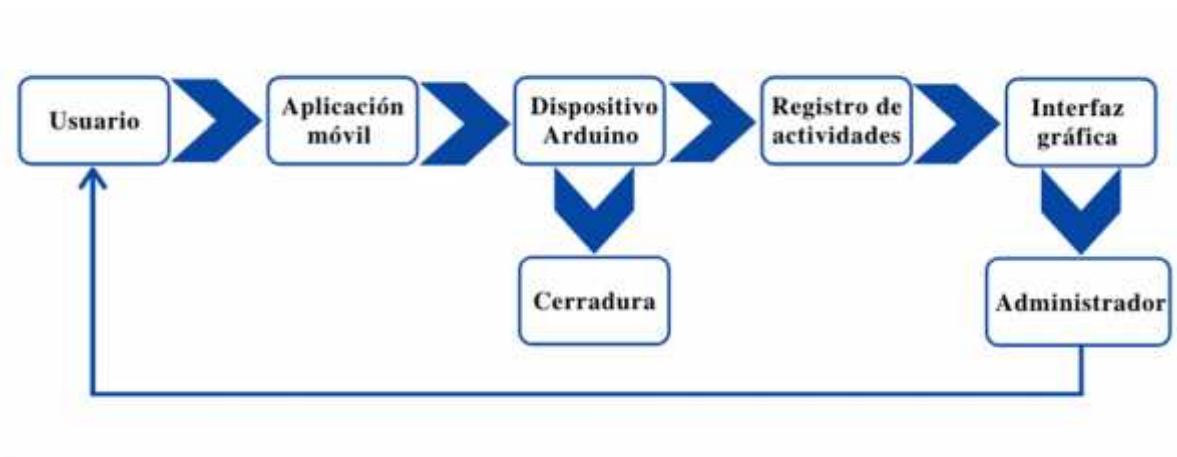 Usuario
Aplicación
móvil
Dispositivo
Arduino
Registro de
actividades
Interfaz
gráfica
Cerradura
Administrador